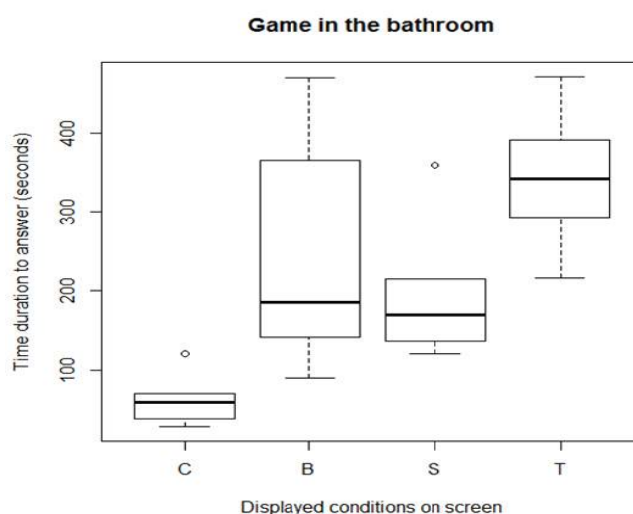 Game in the bathroom
Time duration to answer (seconds)
400
300
200
100
C B S T
Displayed conditions on screen